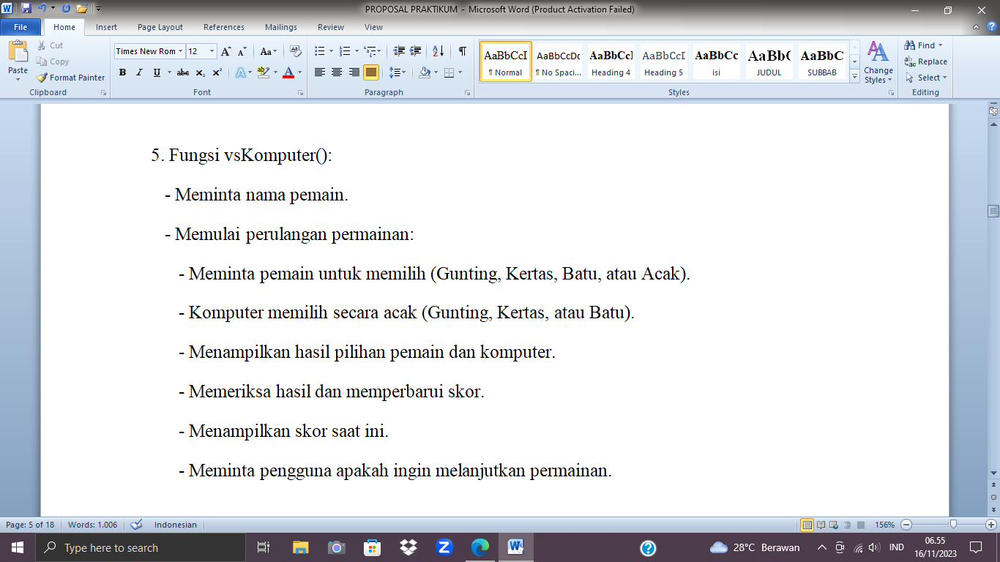 PROPOSAL PRAKTIKUM - Microsoft Word (Product Activation Failed)
File Home Insert Page Layout References Mailings Review View
Paste
Cut
Copy
Format Painter
Clipboard
Times New Rom 12
Font
Paragraph
AaBbCcI AaBbCcDc AaBbCcI AaBbCcI AaBbCc AaBbC AaBbC
¶ Normal ¶ No Spaci... Heading 4 Heading 5 isi JUDUL SUBBAB
Styles
Change Styles
Find
Replace
Select
Editing
5. Fungsi vsKomputer():
- Meminta nama pemain.
- Memulai perulangan permainan:
- Meminta pemain untuk memilih (Gunting, Kertas, Batu, atau Acak).
- Komputer memilih secara acak (Gunting, Kertas, atau Batu).
- Menampilkan hasil pilihan pemain dan komputer.
- Memeriksa hasil dan memperbarui skor.
- Menampilkan skor saat ini.
- Meminta pengguna apakah ingin melanjutkan permainan.
Page: 5 of 18 Words: 1.006 Indonesian 156%
Type here to search
28°C Berawan IND
06.55
16/11/2023